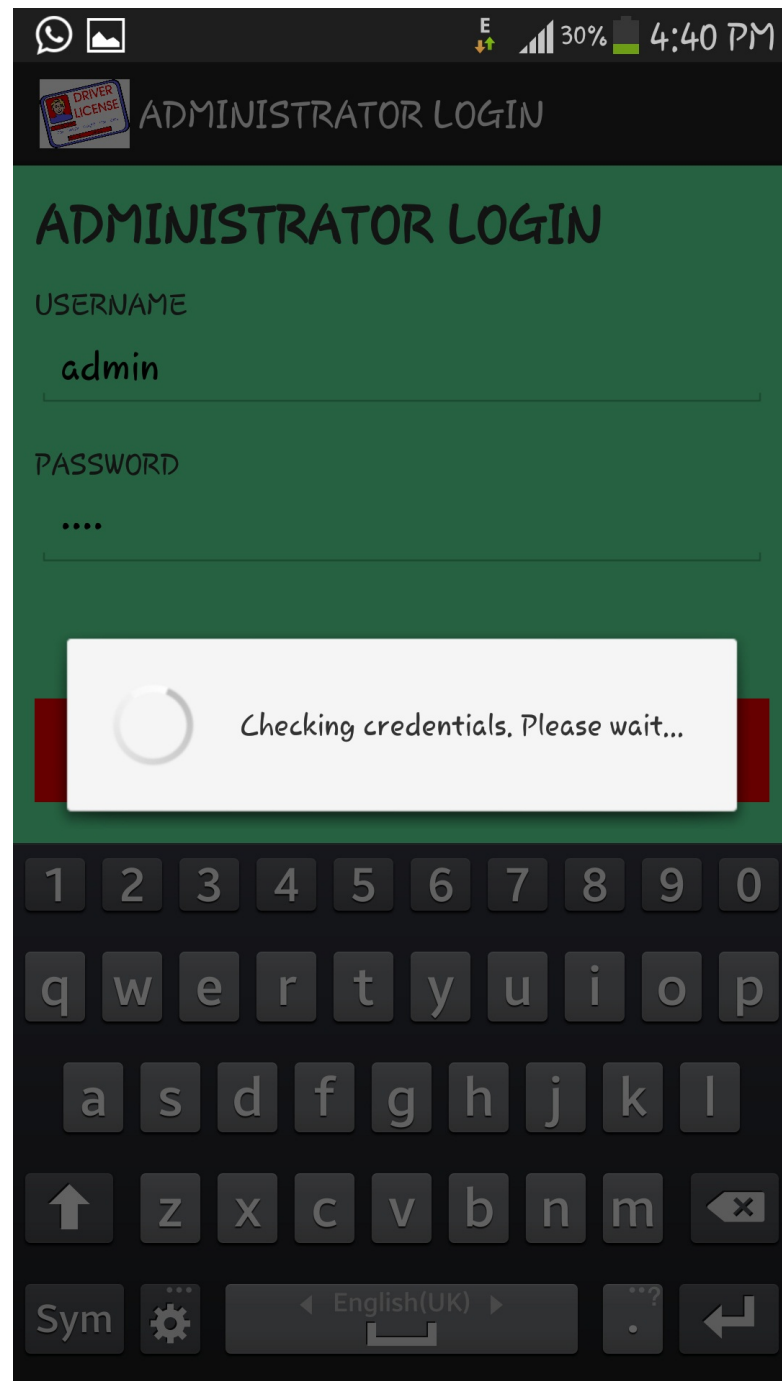 E
30%
4:40 PM
DRIVER
LICENSE
ADMINISTRATOR LOGIN
ADMINISTRATOR LOGIN
USERNAME
admin
PASSWORD
....
Checking credentials. Please wait...
1 2 3 4 5 6 7 8 9 0
q w e r t y u i o p
a s d f g h j k l
z x c v b n m
Sym
English(UK)
...?
.